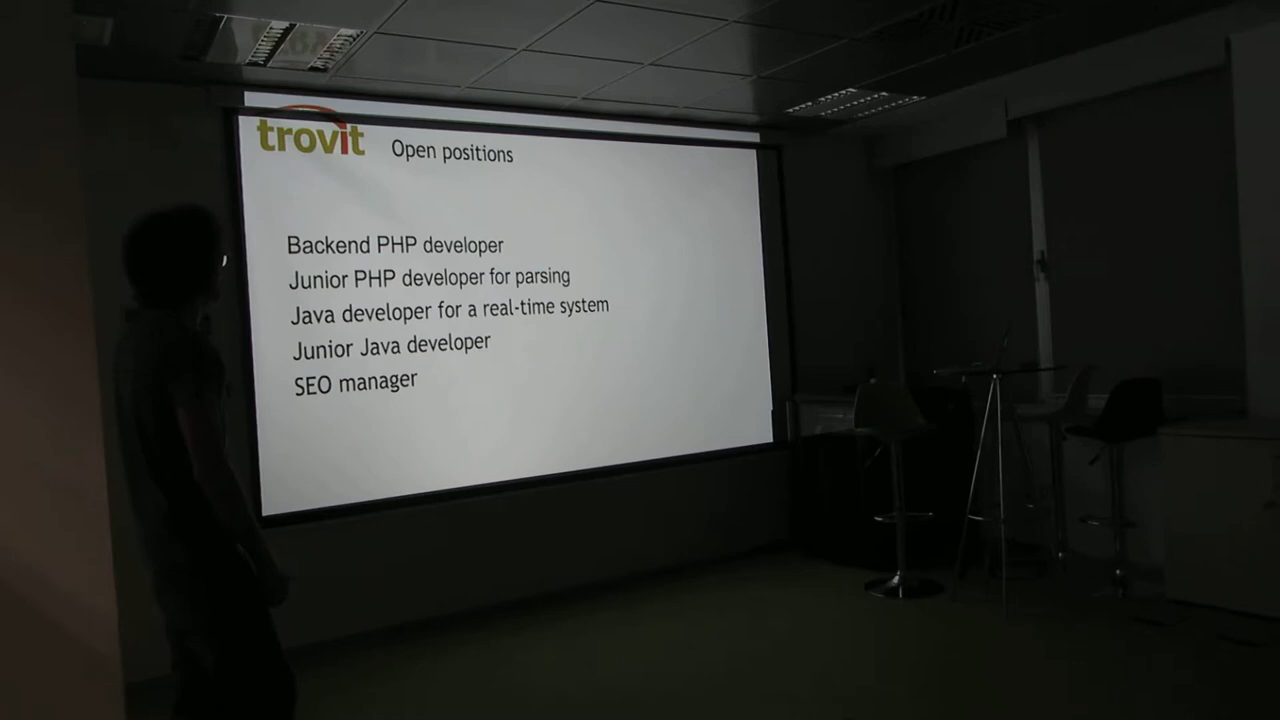 trovit
Open positions
Backend PHP developer
Junior PHP developer for parsing
Java developer for a real-time system
Junior Java developer
SEO manager